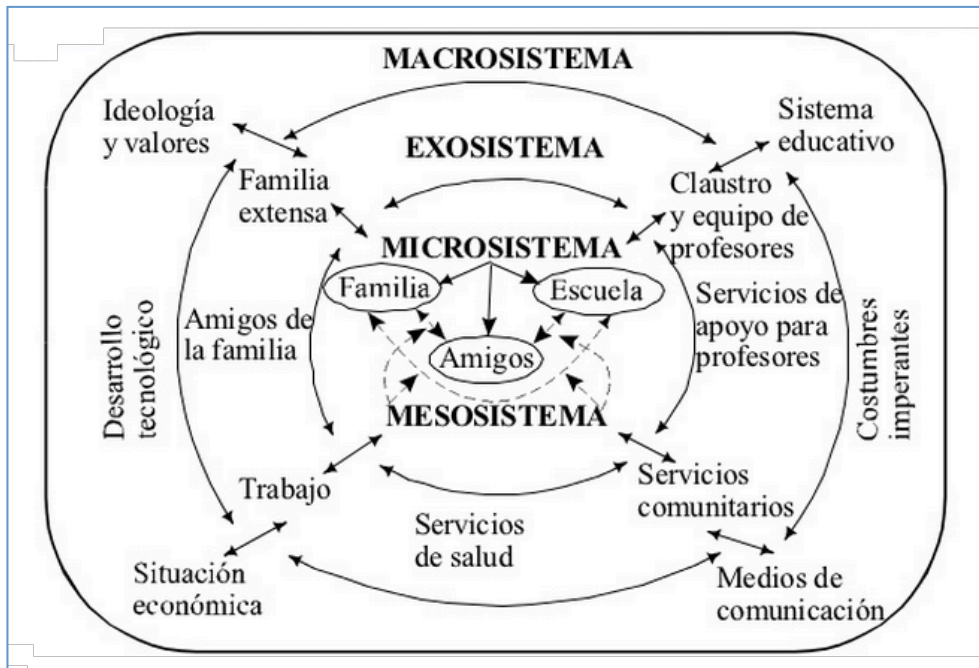 MACROSISTEMA
Ideología
y valores
Sistema
educativo
EXOSISTEMA
Familia
extensa
Claustro
y equipo de
profesores
MICROSISTEMA
Familia
Escuela
Amigos
Amigos de
la familia
Servicios de
apoyo para
profesores
Desarrollo
tecnológico
Costumbres
imperantes
MESOSISTEMA
Trabajo
Servicios
comunitarios
Servicios
de salud
Situación
económica
Medios de
comunicación